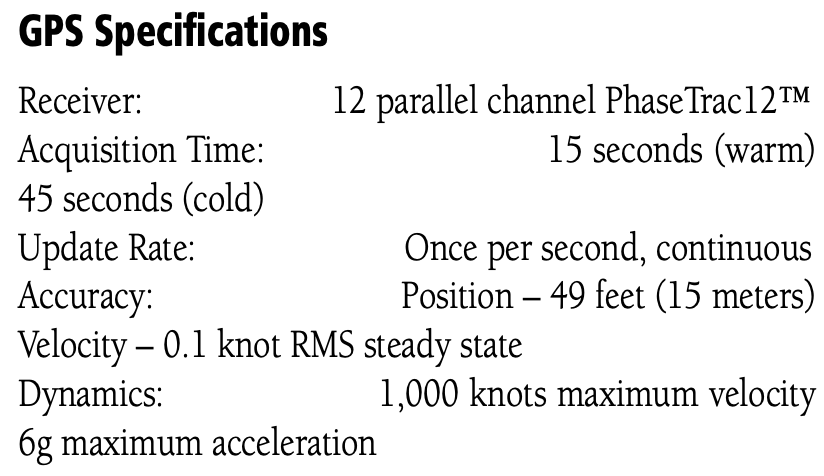 GPS Specifications
Receiver: 12 parallel channel PhaseTrac12™
Acquisition Time: 15 seconds (warm)
45 seconds (cold)
Update Rate: Once per second, continuous
Accuracy: Position – 49 feet (15 meters)
Velocity – 0.1 knot RMS steady state
Dynamics: 1,000 knots maximum velocity
6g maximum acceleration